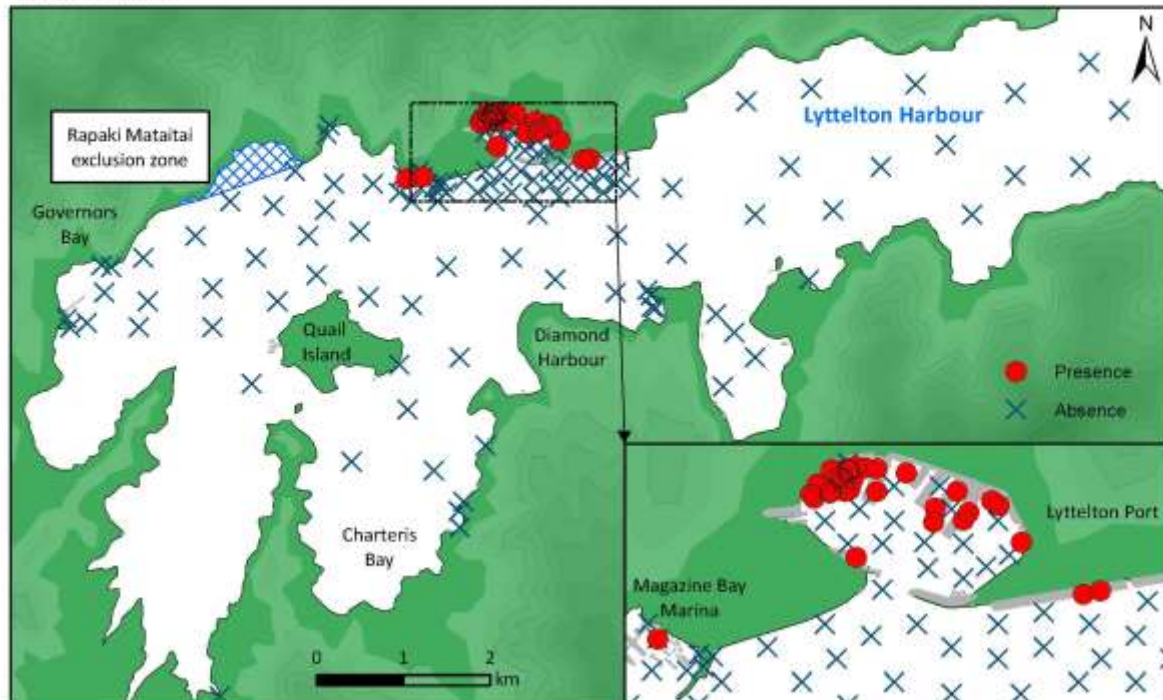 N
Lyttelton Harbour
Rapaki Mataitai
exclusion zone
Governors
Bay
Quail
Island
Diamond
Harbour
Presence
Absence
Charteris
Bay
Lyttelton Port
Magazine Bay
Marina
0
1
2
km